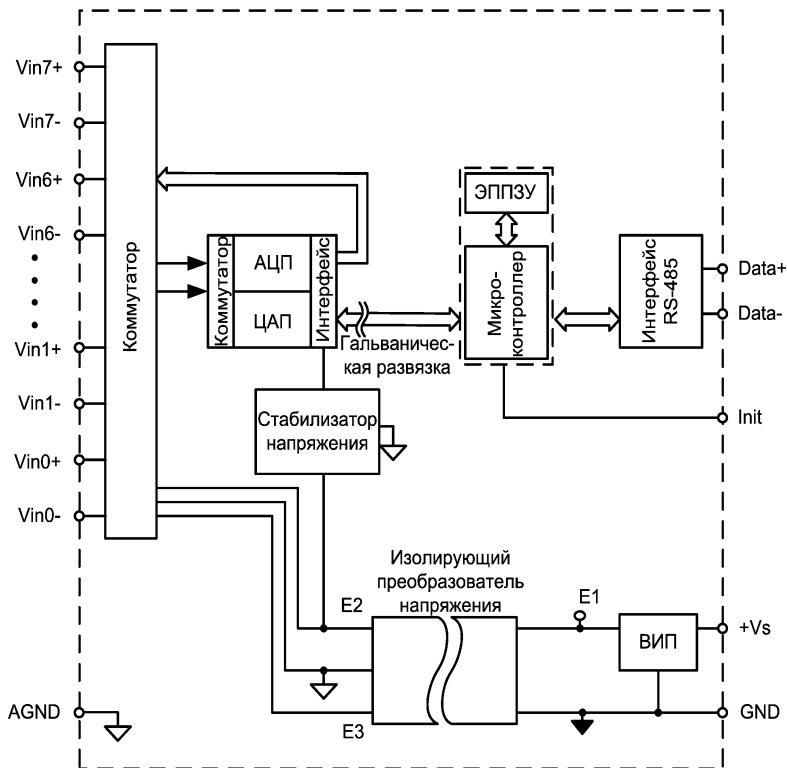 Vin7+
Vin7-
Vin6+
Vin6-
Vin1+
Vin1-
Vin0+
Vin0-
AGND
Коммутатор
Коммутатор
АЦП
ЦАП
Интерфейс
Гальваничес-
кая развязка
Стабилизатор
напряжения
ЭППЗУ
Микро-
контроллер
Интерфейс
RS-485
Data+
Data-
Init
Изолирующий
преобразователь
напряжения
E2
E3
E1
ВИП
+Vs
GND